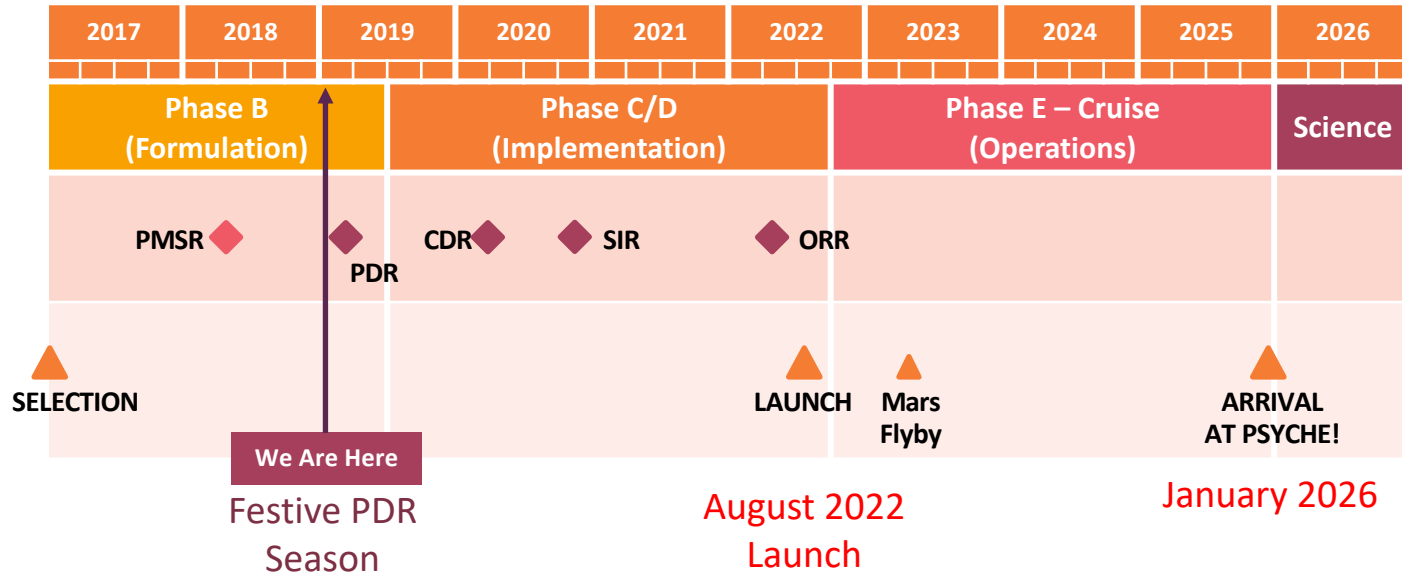 2017 2018 2019 2020 2021 2022 2023 2024 2025 2026
Phase B
(Formulation)
Phase C/D
(Implementation)
Phase E – Cruise
(Operations)
Science
PMSR
PDR
CDR
SIR
ORR
SELECTION
LAUNCH
Mars
Flyby
ARRIVAL
AT PSYCHE!
We Are Here
Festive PDR
Season
August 2022
Launch
January 2026